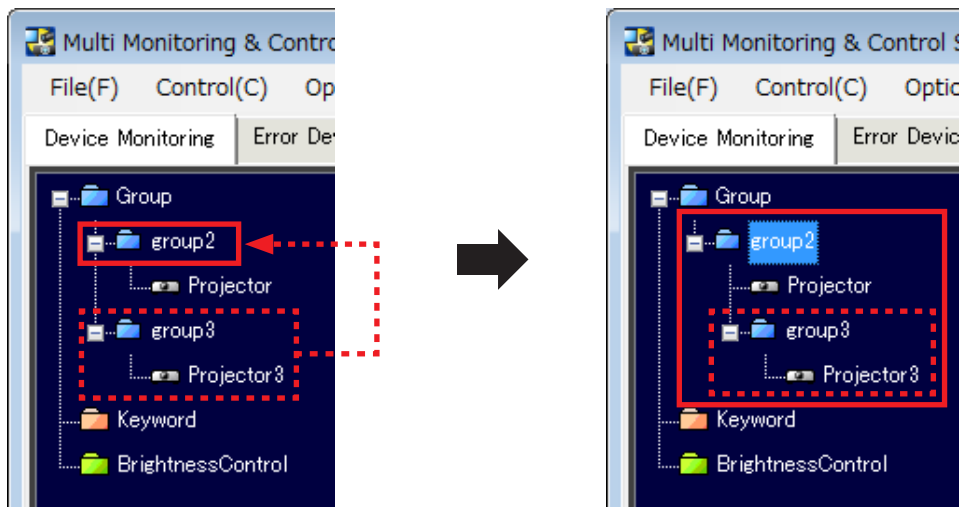 Multi Monitoring & Contro
File(F) Control(C) Op
Device Monitoring Error De
Group
group2
Projector
group3
Projector3
Keyword
BrightnessControl
Multi Monitoring & Control S
File(F) Control(C) Optio
Device Monitoring Error Devic
Group
group2
Projector
group3
Projector3
Keyword
BrightnessControl